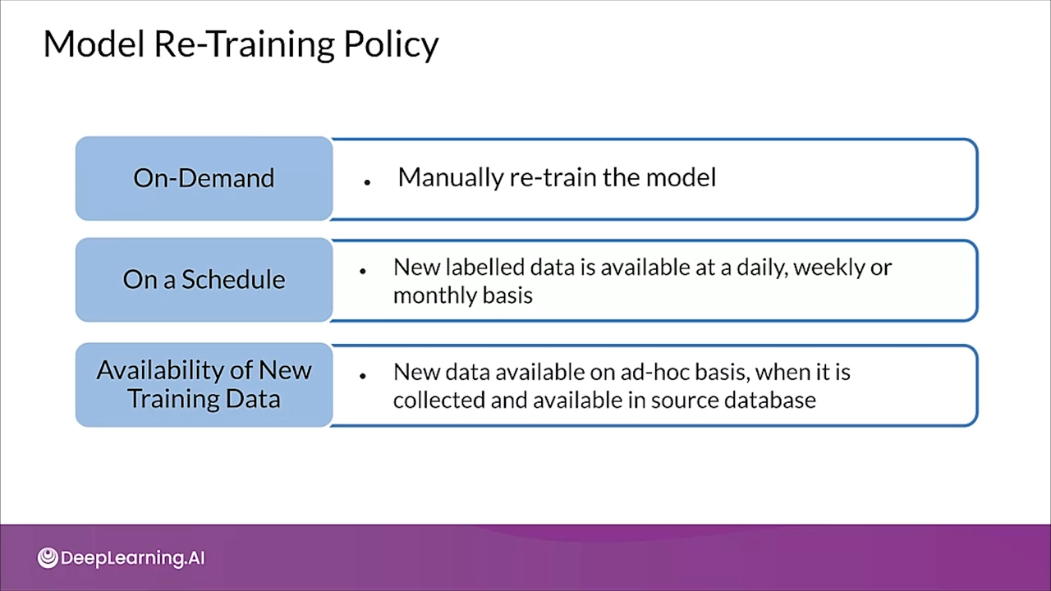 Model Re-Training Policy
On-Demand
• Manually re-train the model
On a Schedule
• New labelled data is available at a daily, weekly or
monthly basis
Availability of New
Training Data
• New data available on ad-hoc basis, when it is
collected and available in source database
DeepLearning.AI